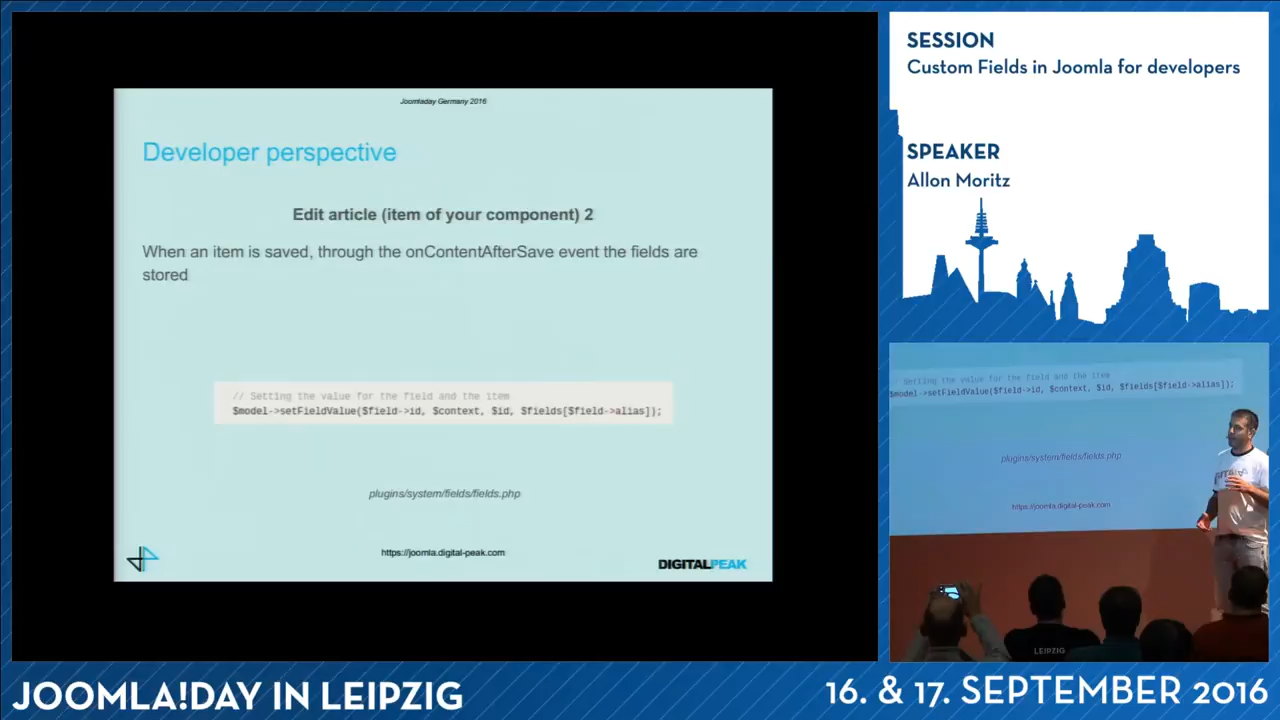 Joomladay Germany 2016
Developer perspective
Edit article (item of your component) 2
When an item is saved, through the onContentAfterSave event the fields are
stored
// Setting the value for the field and the item
$model->setFieldValue($field->id, $context, $id, $fields[$field->alias]);
plugins/system/fields/fields.php
https://joomla.digital-peak.com
DIGITALPEAK
SESSION
Custom Fields in Joomla for developers
SPEAKER
Allon Moritz
// Setting the value for the field and the item
$model->setFieldValue($field->id, $context, $id, $fields[$field->alias]);
plugins/system/fields/fields.php
https://joomla.digital-peak.com
LEIPZIG
JOOMLA!DAY IN LEIPZIG
16. & 17. SEPTEMBER 2016